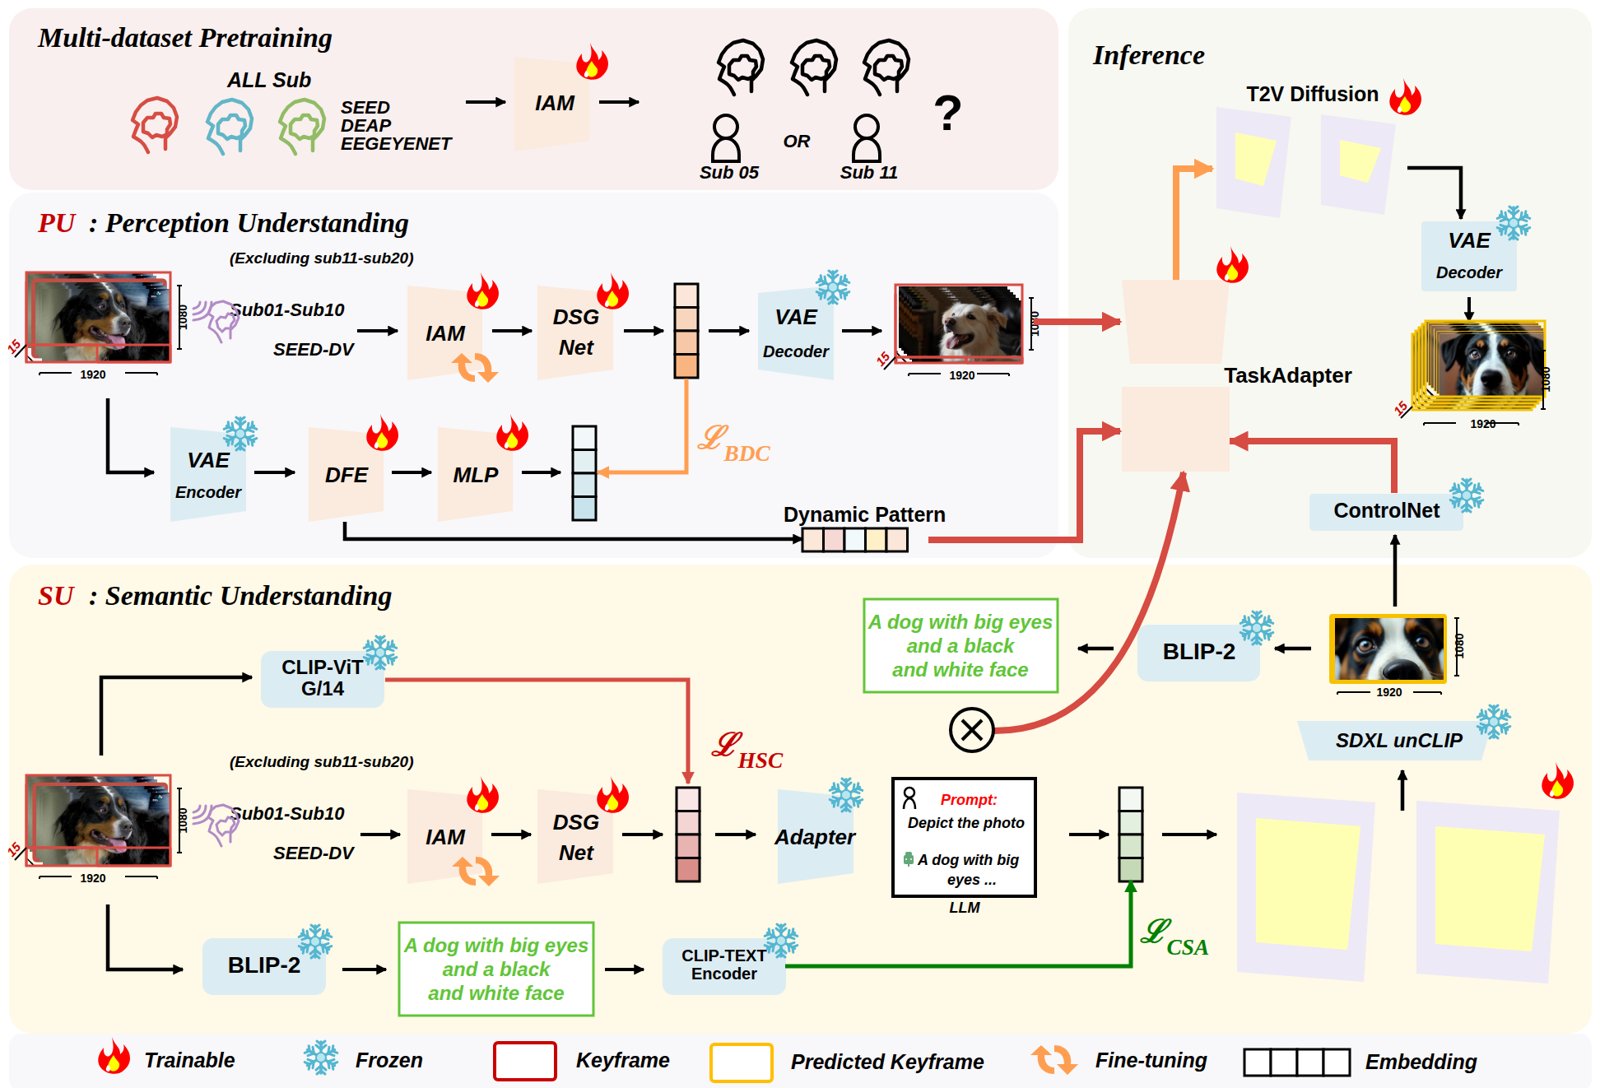 Multi-dataset Pretraining
ALL Sub
SEED
DEAP
EEGEYENET
IAM
Sub 05
OR
Sub 11
?
Inference
T2V Diffusion
VAE
Decoder
1080
15
1920
TaskAdapter
ControlNet
PU : Perception Understanding
(Excluding sub11-sub20)
1080
15
1920
Sub01-Sub10
SEED-DV
IAM
DSG
Net
VAE
Decoder
1080
15
1920
VAE
Encoder
DFE
MLP
ℒBDC
Dynamic Pattern
SU : Semantic Understanding
CLIP-ViT
G/14
A dog with big eyes
and a black
and white face
BLIP-2
1080
1920
SDXL unCLIP
ℒHSC
(Excluding sub11-sub20)
1080
15
1920
Sub01-Sub10
SEED-DV
IAM
DSG
Net
Adapter
Prompt:
Depict the photo
A dog with big
eyes ...
LLM
ℒCSA
BLIP-2
A dog with big eyes
and a black
and white face
CLIP-TEXT
Encoder
Trainable
Frozen
Keyframe
Predicted Keyframe
Fine-tuning
Embedding